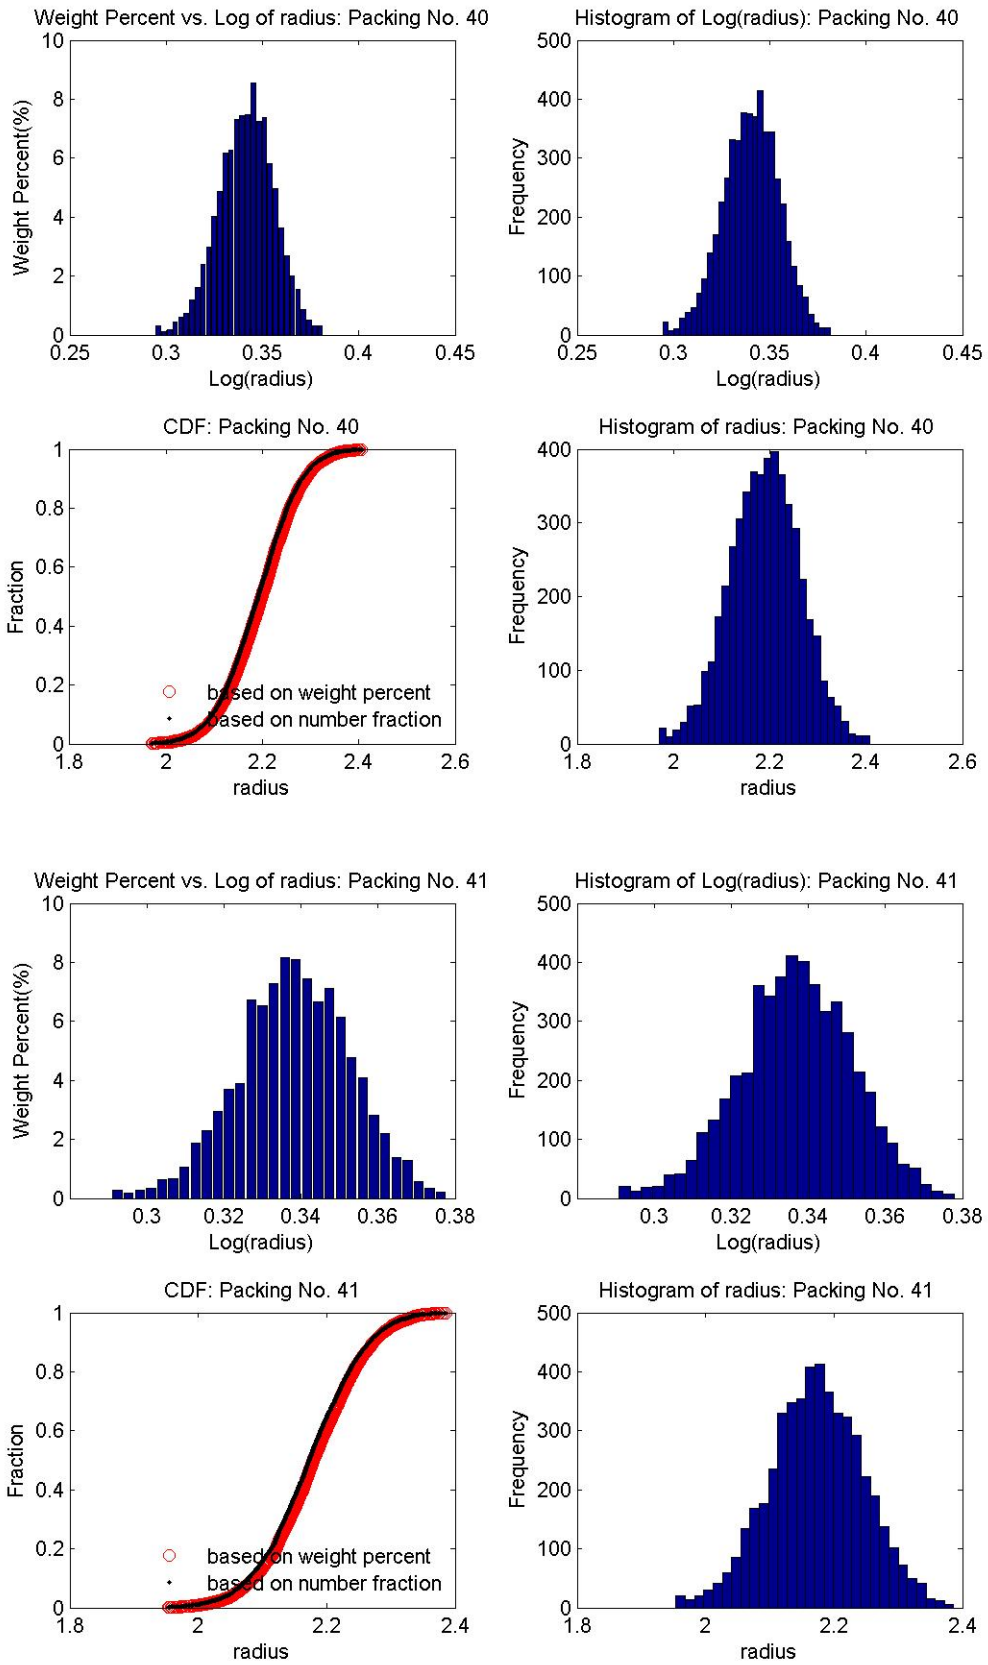 Weight Percent vs. Log of radius: Packing No. 40
10
8
6
4
2
0
Weight Percent(%)
0.25 0.3 0.35 0.4 0.45
Log(radius)
Histogram of Log(radius): Packing No. 40
500
400
300
200
100
0
Frequency
0.25 0.3 0.35 0.4 0.45
Log(radius)
CDF: Packing No. 40
1
0.8
0.6
0.4
0.2
0
Fraction
based on weight percent
based on number fraction
1.8 2 2.2 2.4 2.6
radius
Histogram of radius: Packing No. 40
400
300
200
100
0
Frequency
1.8 2 2.2 2.4 2.6
radius
Weight Percent vs. Log of radius: Packing No. 41
10
8
6
4
2
0
Weight Percent(%)
0.3 0.32 0.34 0.36 0.38
Log(radius)
Histogram of Log(radius): Packing No. 41
500
400
300
200
100
0
Frequency
0.3 0.32 0.34 0.36 0.38
Log(radius)
CDF: Packing No. 41
1
0.8
0.6
0.4
0.2
0
Fraction
based on weight percent
based on number fraction
1.8 2 2.2 2.4
radius
Histogram of radius: Packing No. 41
500
400
300
200
100
0
Frequency
1.8 2 2.2 2.4
radius